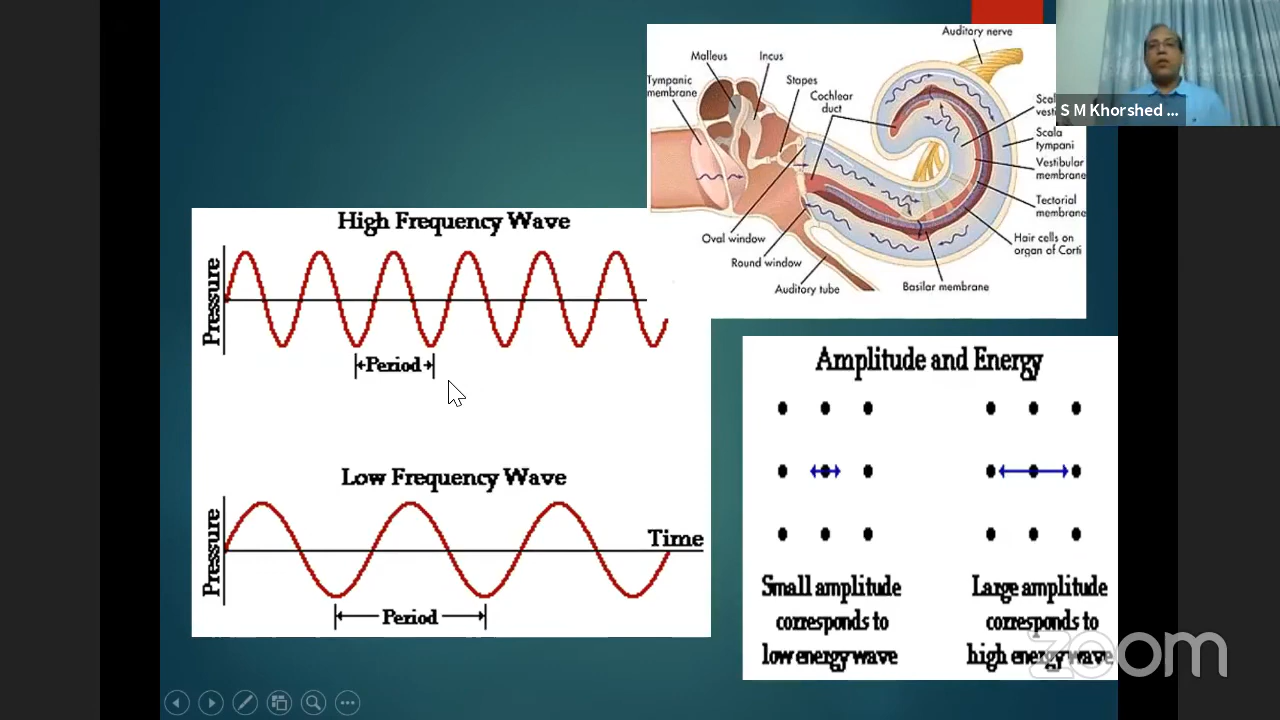 High Frequency Wave
Pressure
Period
Low Frequency Wave
Pressure
Time
Period
Auditory nerve
Malleus
Incus
Stapes
Tympanic
membrane
Cochlear
duct
Scala
tympani
Vestibular
membrane
Tectorial
membrane
Hair cells on
organ of Corti
Oval window
Round window
Auditory tube
Basilar membrane
S M Khorshed ...
Amplitude and Energy
Small amplitude
corresponds to
low energy wave
Large amplitude
corresponds to
high energy wave
zoom